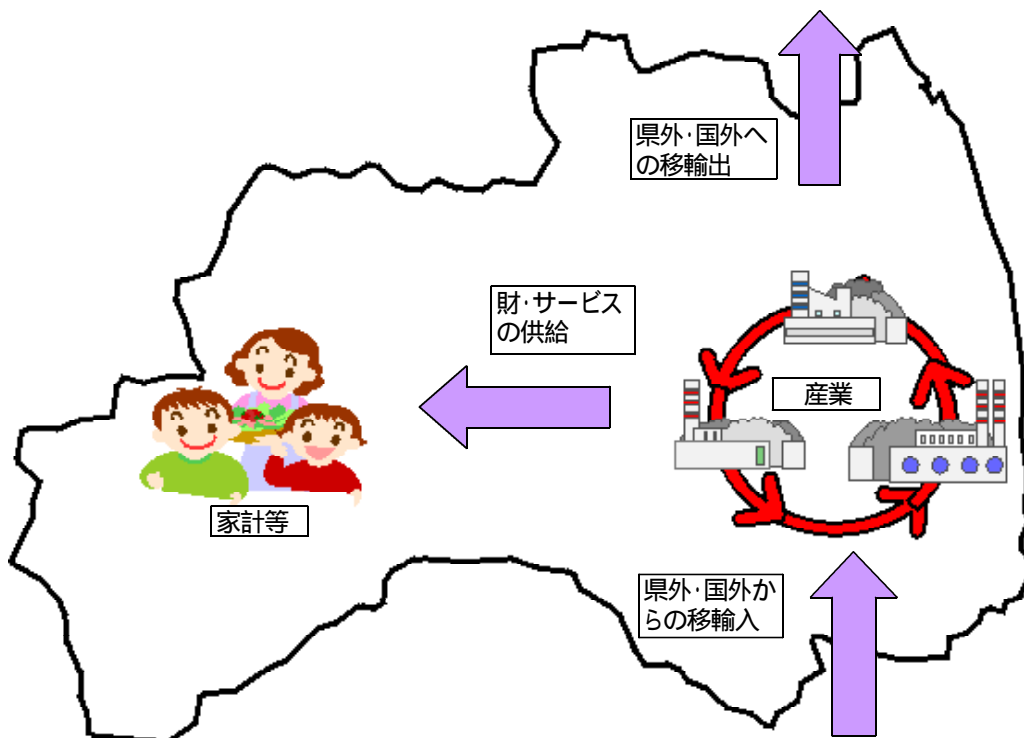 県外・国外へ
の移輸出
財・サービス
の供給
産業
家計等
県外・国外か
らの移輸入